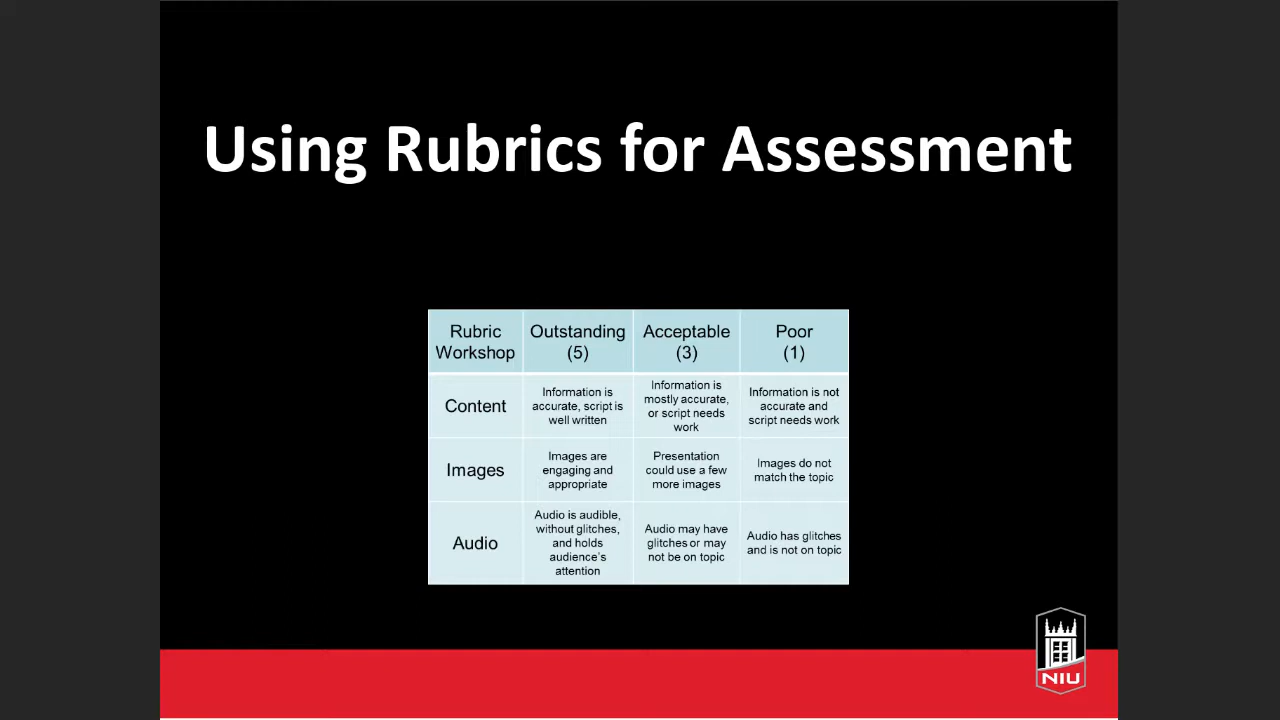 Using Rubrics for Assessment
Rubric
Workshop
Outstanding
(5)
Acceptable
(3)
Poor
(1)
Content
Information is
accurate, script is
well written
Information is
mostly accurate,
or script needs
work
Information is not
accurate and
script needs work
Images
Images are
engaging and
appropriate
Presentation
could use a few
more images
Images do not
match the topic
Audio
Audio is audible,
without glitches,
and holds
audience's
attention
Audio may have
glitches or may
not be on topic
Audio has glitches
and is not on topic
NIU